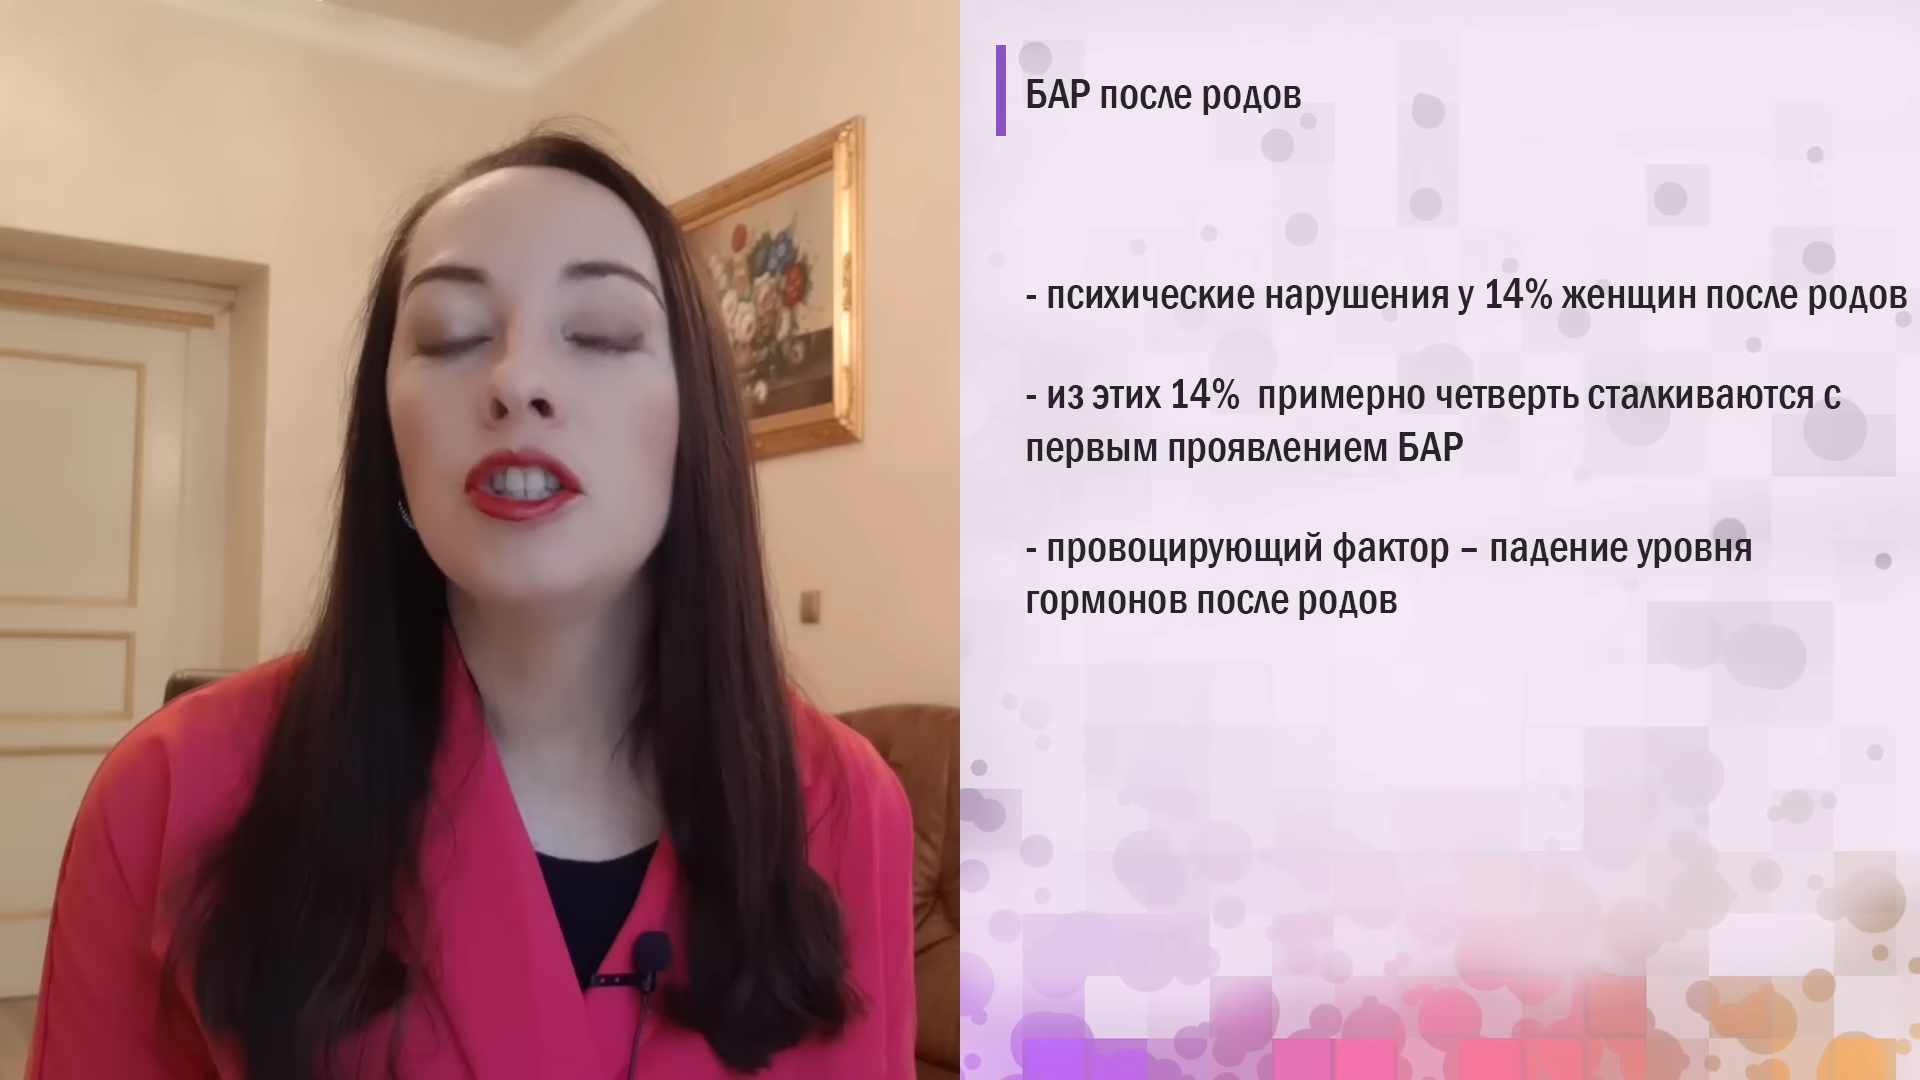 БАР после родов
- психические нарушения у 14% женщин после родов
- из этих 14% примерно четверть сталкиваются с
первым проявлением БАР
- провоцирующий фактор – падение уровня
гормонов после родов